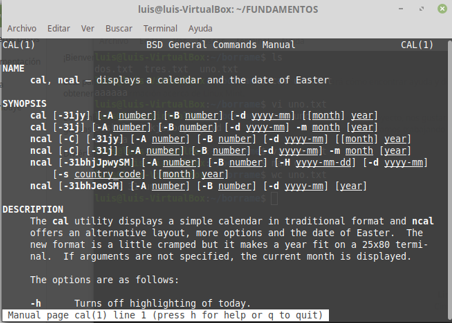 luis@luis-VirtualBox: ~/FUNDAMENTOS
Archivo Editar Ver Buscar Terminal Ayuda
CAL(1) BSD General Commands Manual CAL(1)
NAME
cal, ncal — displays a calendar and the date of Easter
SYNOPSIS
cal [-31jy] [-A number] [-B number] [-d yyyy-mm] [[month] year]
cal [-31j] [-A number] [-B number] [-d yyyy-mm] -m month [year]
ncal [-C] [-31jy] [-A number] [-B number] [-d yyyy-mm] [[month] year]
ncal [-C] [-31j] [-A number] [-B number] [-d yyyy-mm] -m month [year]
ncal [-31bhjJpwySM] [-A number] [-B number] [-H yyyy-mm-dd] [-d yyyy-mm]
[-s country_code] [[month] year]
ncal [-31bhJeoSM] [-A number] [-B number] [-d yyyy-mm] [year]
DESCRIPTION
The cal utility displays a simple calendar in traditional format and ncal
offers an alternative layout, more options and the date of Easter. The
new format is a little cramped but it makes a year fit on a 25x80 termi-
nal. If arguments are not specified, the current month is displayed.
The options are as follows:
-h Turns off highlighting of today.
Manual page cal(1) line 1 (press h for help or q to quit)